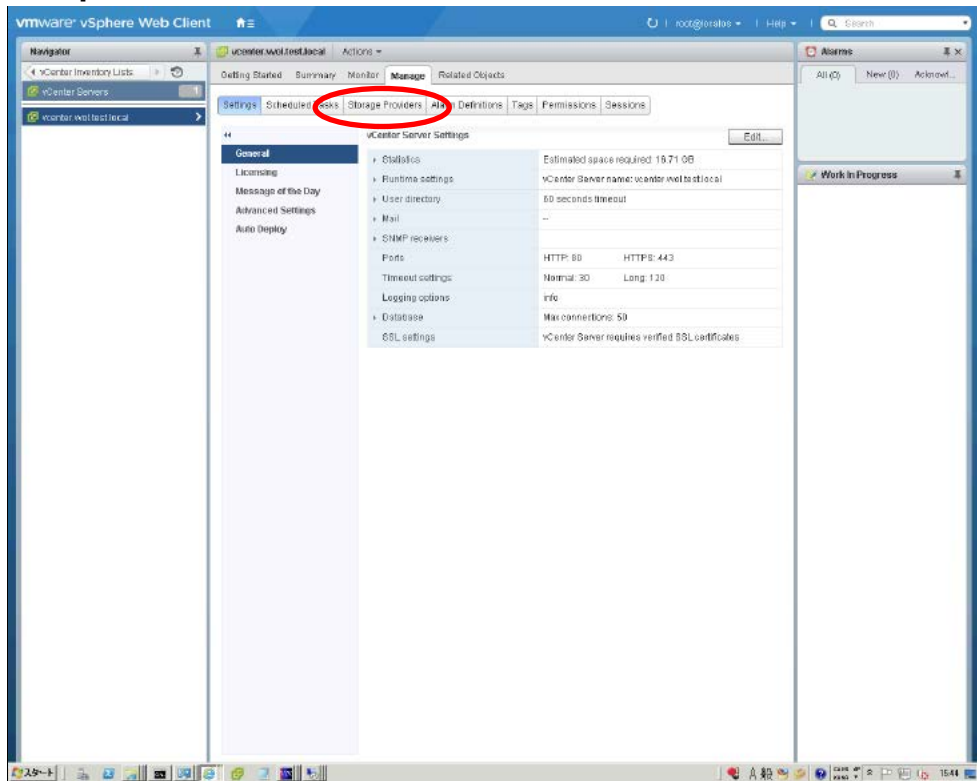 vmware® vSphere Web Client
root@localos
Help
Search
Navigator
vCenter Inventory Lists
vCenter Servers 1
vcenter.wol.test.local
vcenter.wol.test.local Actions
Getting Started Summary Monitor Manage Related Objects
Settings Scheduled Tasks Storage Providers Alarm Definitions Tags Permissions Sessions
General
Licensing
Message of the Day
Advanced Settings
Auto Deploy
vCenter Server Settings Edit...
Statistics Estimated space required: 16.71 GB
Runtime settings vCenter Server name: vcenter.wol.test.local
User directory 60 seconds timeout
Mail --
SNMP receivers
Ports HTTP: 80 HTTPS: 443
Timeout settings Normal: 30 Long: 120
Logging options info
Database Max connections: 50
SSL settings vCenter Server requires verified SSL certificates
Alarms
All (0) New (0) Acknowl...
Work In Progress
スタート
A 般
CAPS
KANA
15:44